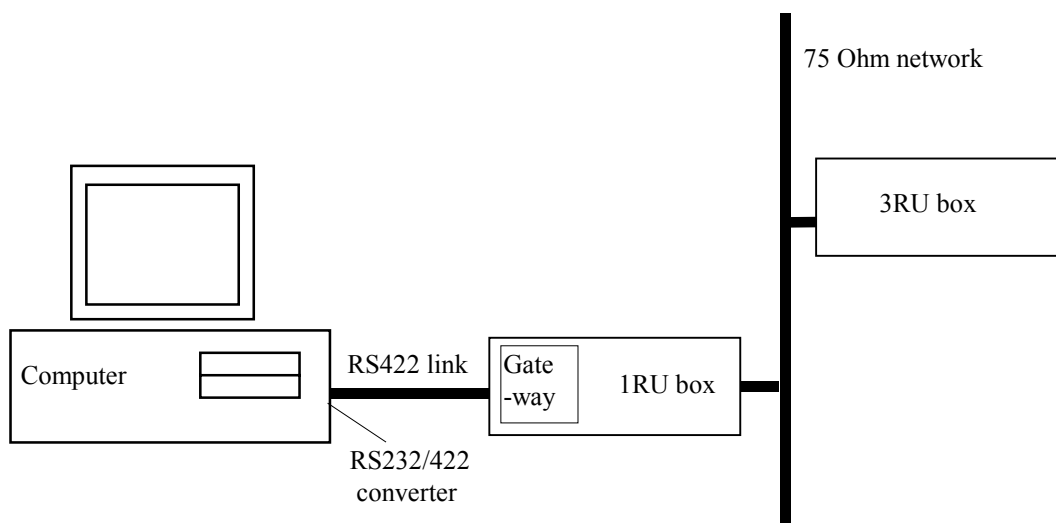 75 Ohm network
3RU box
Computer
RS422 link
Gate
-way
1RU box
RS232/422
converter